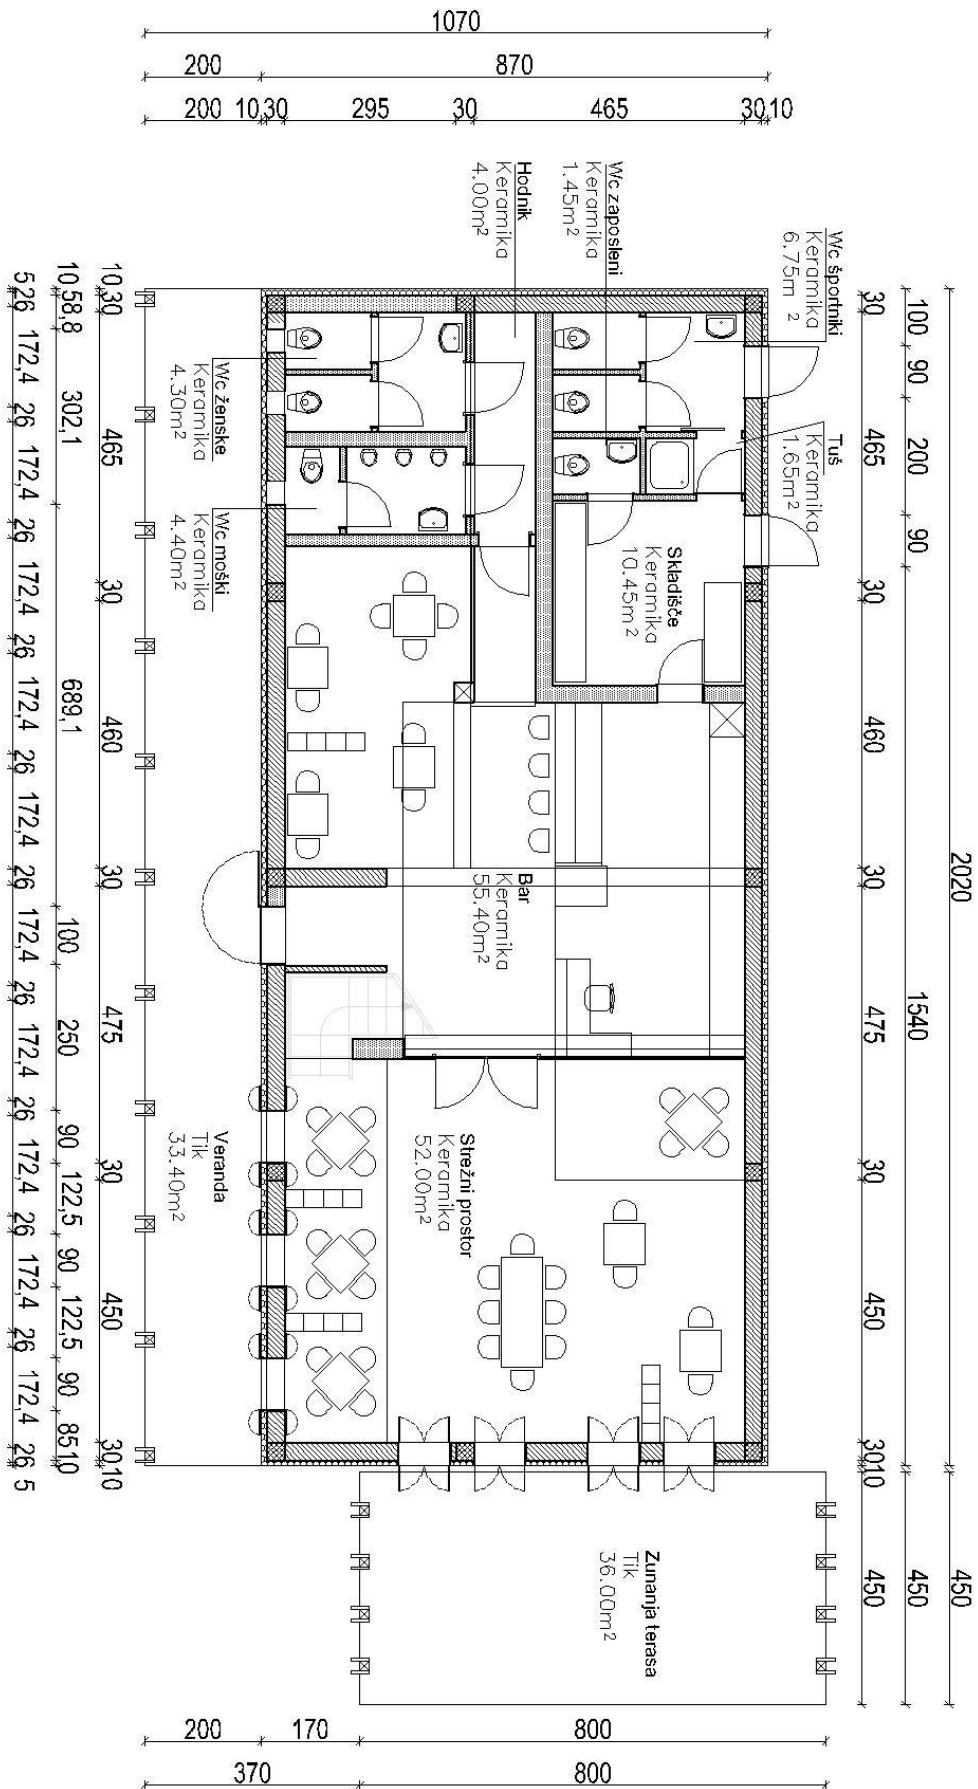 1070
200 870
200 10 30 295 30 465 30 10
Wc športniki
Keramika
6.75m 2
Wc zaposleni
Keramika
1.45m²
Hodnik
Keramika
4.00m²
Tuš
Keramika
1.65m²
Wc ženske
Keramika
4.30m²
Wc moški
Keramika
4.40m²
Skladišče
Keramika
10.45m²
Bar
Keramika
55.40m²
Strežni prostor
Keramika
52.00m²
Veranda
Tik
33.40m²
Zunanja terasa
Tik
36.00m²
2020 450
100 90 200 90 1540 450
30 465 30 460 30 475 30 450 30 10 450
10 30 465 30 460 30 475 30 450 30 10
10 58,8 302,1 689,1 100 250 90 122,5 90 122,5 90 85 10
5 26 172,4 26 172,4 26 172,4 26 172,4 26 172,4 26 172,4 26 172,4 26 172,4 26 172,4 26 172,4 26 5
200 170 800
370 800